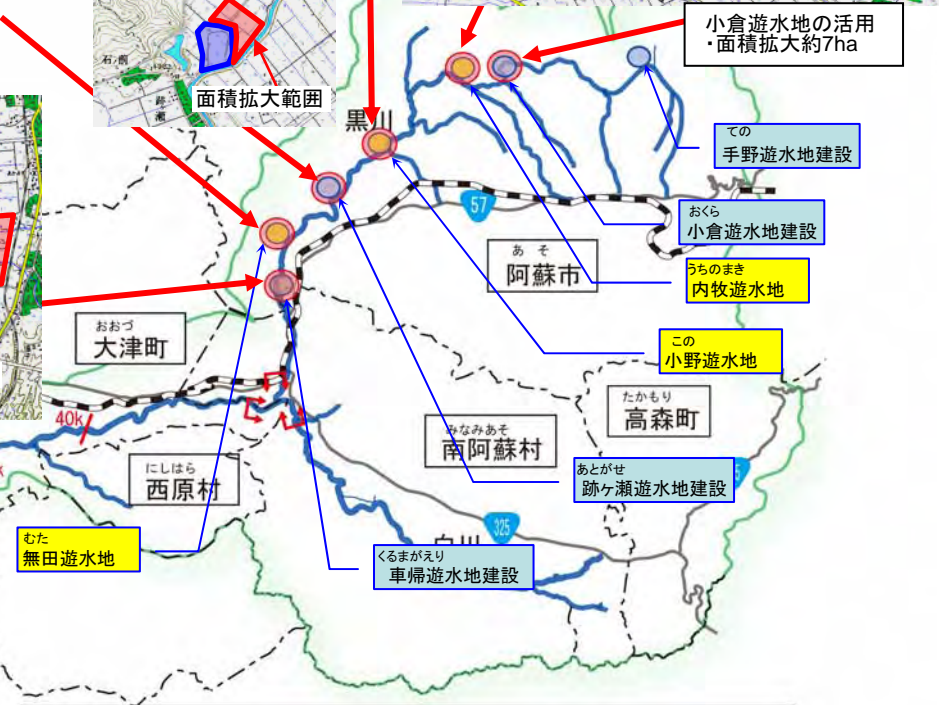 小倉遊水地の活用
・面積拡大約7ha
面積拡大範囲
黒川
57
ての
手野遊水地建設
おくら
小倉遊水地建設
あそ
阿蘇市
うちのまき
内牧遊水地
この
小野遊水地
おおづ
大津町
たかもり
高森町
40k
みなみあそ
南阿蘇村
にしはら
西原村
あとがせ
跡ヶ瀬遊水地建設
325
白川
むた
無田遊水地
くるまがえり
車帰遊水地建設